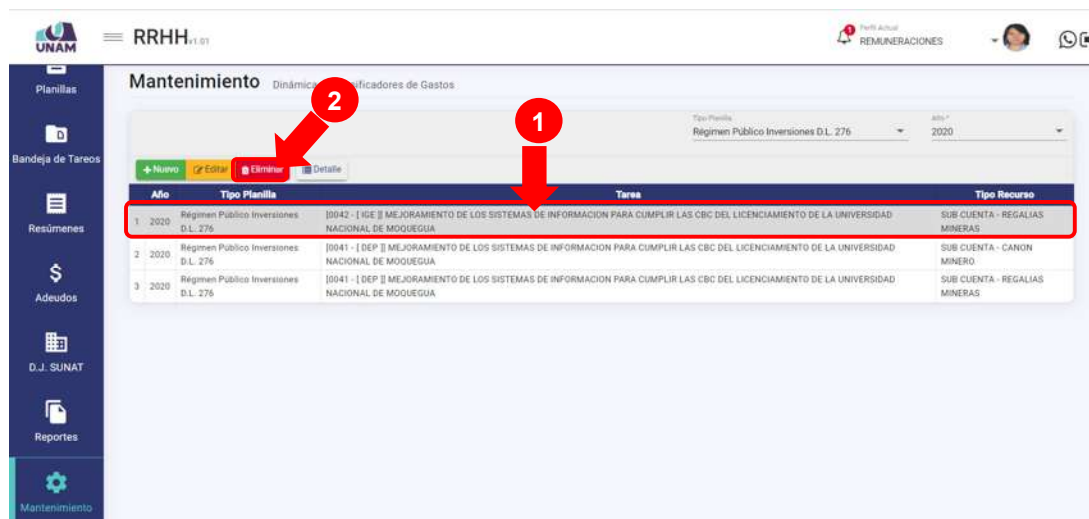 UNAM
RRHH v1.01
1
Perfil Actual
REMUNERACIONES
Planillas
Bandeja de Tareos
Resúmenes
$
Adeudos
D.J. SUNAT
Reportes
Mantenimiento
Mantenimiento
de Gastos
2
1
Tipo Planilla
Régimen Público Inversiones D.L. 276
Año *
2020
+ Nuevo
Editar
Eliminar
Detalle
Año Tipo Planilla Tarea Tipo Recurso
1 2020 Régimen Público Inversiones [0042 - [ IGE ]] MEJORAMIENTO DE LOS SISTEMAS DE INFORMACION PARA CUMPLIR LAS CBC DEL LICENCIAMIENTO DE LA UNIVERSIDAD SUB CUENTA - REGALIAS
D.L. 276 NACIONAL DE MOQUEGUA MINERAS
2 2020 Régimen Público Inversiones [0041 - [ DEP ]] MEJORAMIENTO DE LOS SISTEMAS DE INFORMACION PARA CUMPLIR LAS CBC DEL LICENCIAMIENTO DE LA UNIVERSIDAD SUB CUENTA - CANON
D.L. 276 NACIONAL DE MOQUEGUA MINERO
3 2020 Régimen Público Inversiones [0041 - [ DEP ]] MEJORAMIENTO DE LOS SISTEMAS DE INFORMACION PARA CUMPLIR LAS CBC DEL LICENCIAMIENTO DE LA UNIVERSIDAD SUB CUENTA - REGALIAS
D.L. 276 NACIONAL DE MOQUEGUA MINERAS